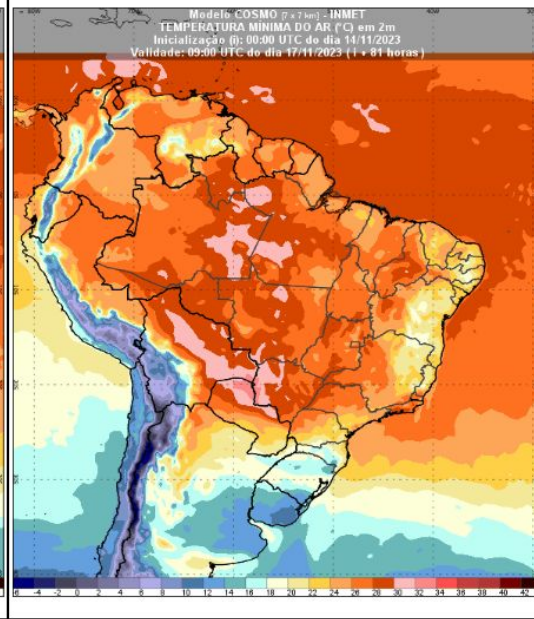 Modelo COSMO [7 x 7 km] - INMET
TEMPERATURA MÍNIMA DO AR (°C) em 2m
Inicialização (i): 00:00 UTC do dia 14/11/2023
Validade: 09:00 UTC do dia 17/11/2023 ( i + 81 horas )
-6 -4 -2 0 2 4 6 8 10 12 14 16 18 20 22 24 26 28 30 32 34 36 38 40 42